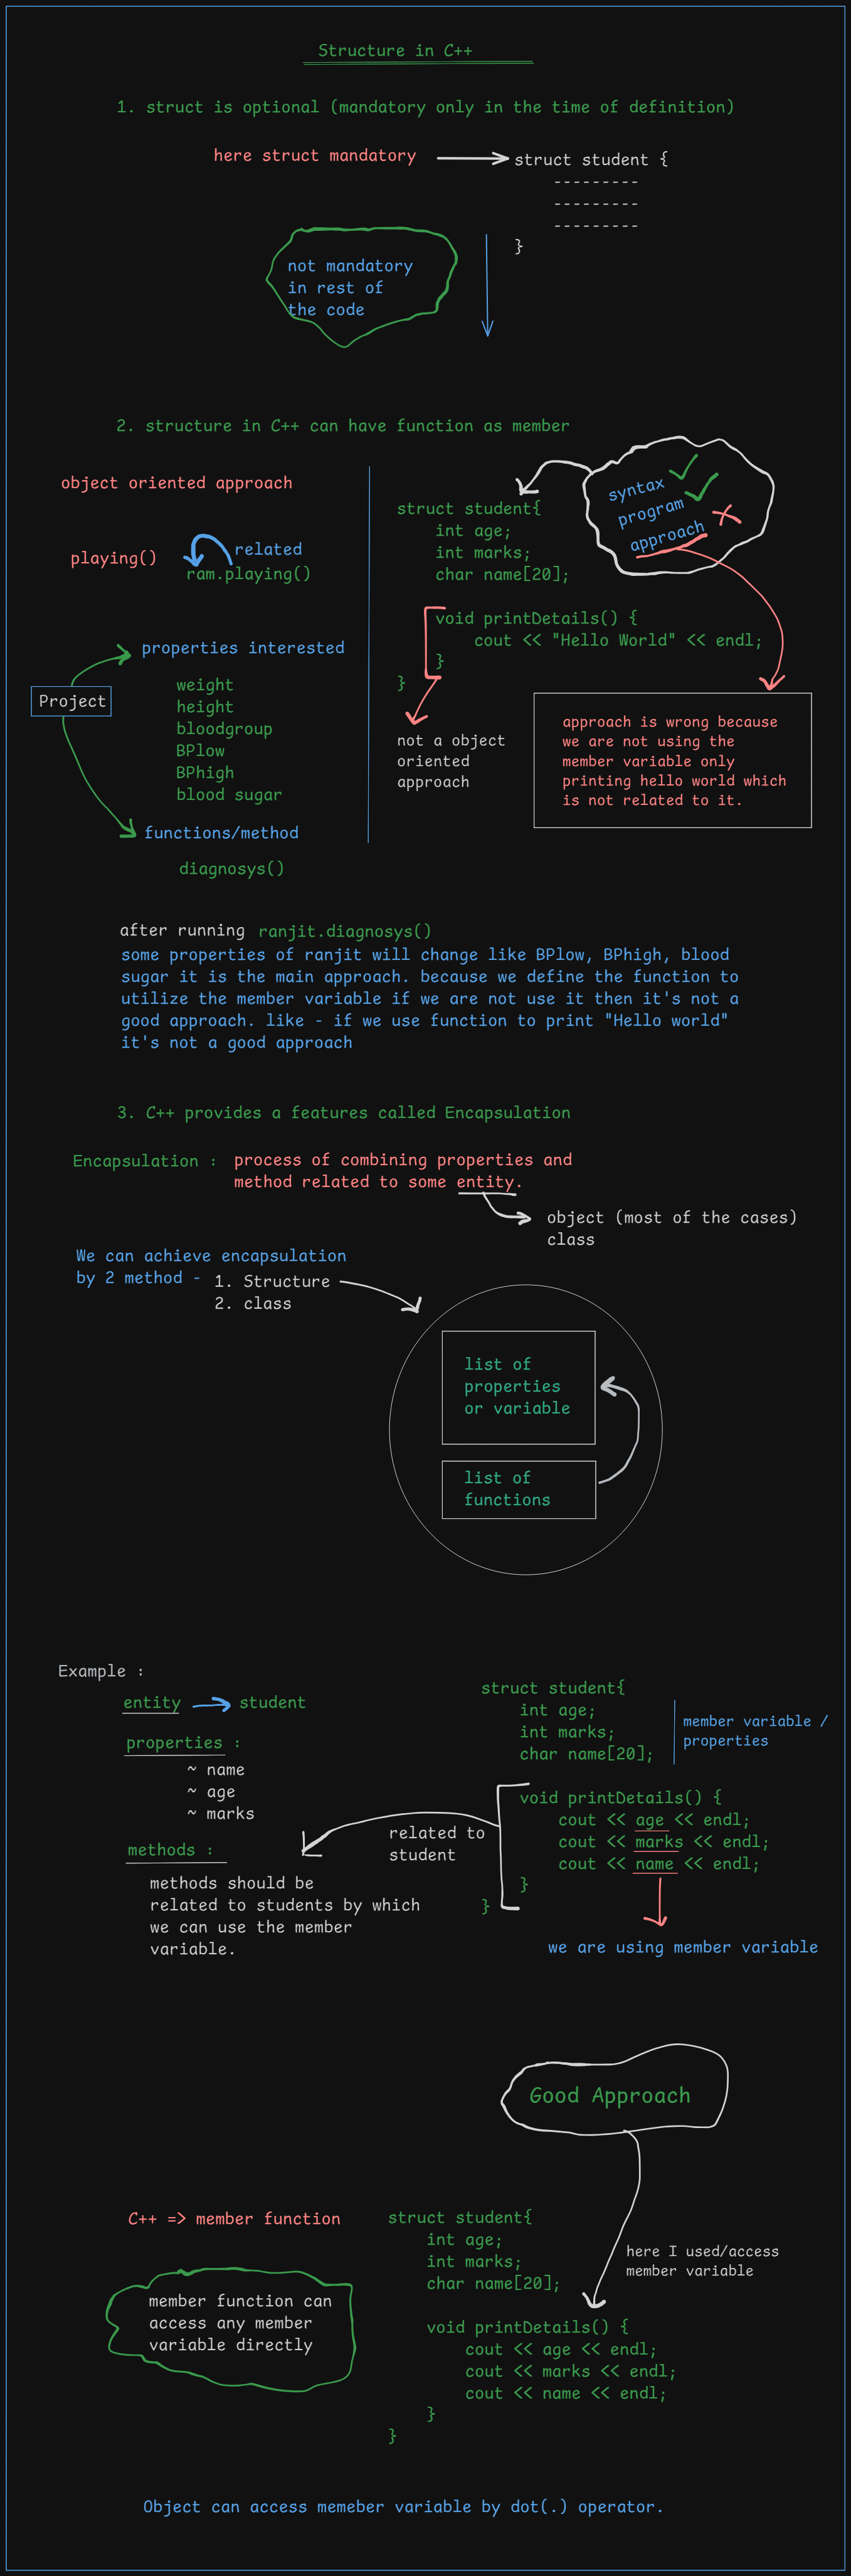 Structure in C++
1. struct is optional (mandatory only in the time of definition)
here struct mandatory
struct student {
---------
---------
---------
}
not mandatory
in rest of
the code
2. structure in C++ can have function as member
object oriented approach
playing()
related
ram.playing()
properties interested
Project
weight
height
bloodgroup
BPlow
BPhigh
blood sugar
functions/method
diagnosys()
syntax
program
approach
struct student{
int age;
int marks;
char name[20];
void printDetails() {
cout << "Hello World" << endl;
}
}
not a object
oriented
approach
approach is wrong because
we are not using the
member variable only
printing hello world which
is not related to it.
after running ranjit.diagnosys()
some properties of ranjit will change like BPlow, BPhigh, blood
sugar it is the main approach. because we define the function to
utilize the member variable if we are not use it then it's not a
good approach. like - if we use function to print "Hello world"
it's not a good approach
3. C++ provides a features called Encapsulation
Encapsulation : process of combining properties and
method related to some entity.
object (most of the cases)
class
We can achieve encapsulation
by 2 method - 1. Structure
2. class
list of
properties
or variable
list of
functions
Example :
entity
student
properties :
~ name
~ age
~ marks
methods :
methods should be
related to students by which
we can use the member
variable.
related to
student
struct student{
int age;
int marks;
char name[20];
member variable /
properties
void printDetails() {
cout << age << endl;
cout << marks << endl;
cout << name << endl;
}
}
we are using member variable
Good Approach
C++ => member function
member function can
access any member
variable directly
struct student{
int age;
int marks;
char name[20];
here I used/access
member variable
void printDetails() {
cout << age << endl;
cout << marks << endl;
cout << name << endl;
}
}
Object can access memeber variable by dot(.) operator.